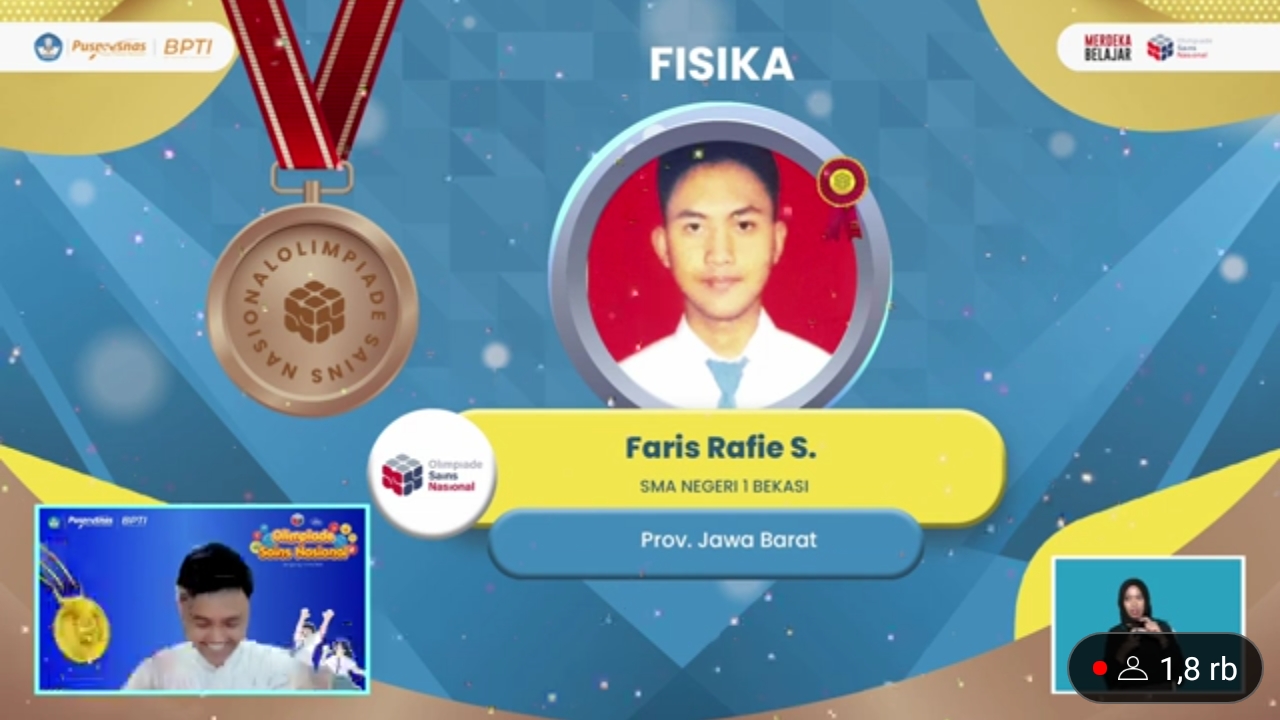 Puspresnas | BPTI
FISIKA
MERDEKA
BELAJAR
Olimpiade
Sains
Nasional
OLIMPIADE SAINS NASIONAL
Faris Rafie S.
SMA NEGERI 1 BEKASI
Olimpiade
Sains
Nasional
Prov. Jawa Barat
Puspresnas | BPTI
Olimpiade
Sains Nasional
1,8 rb